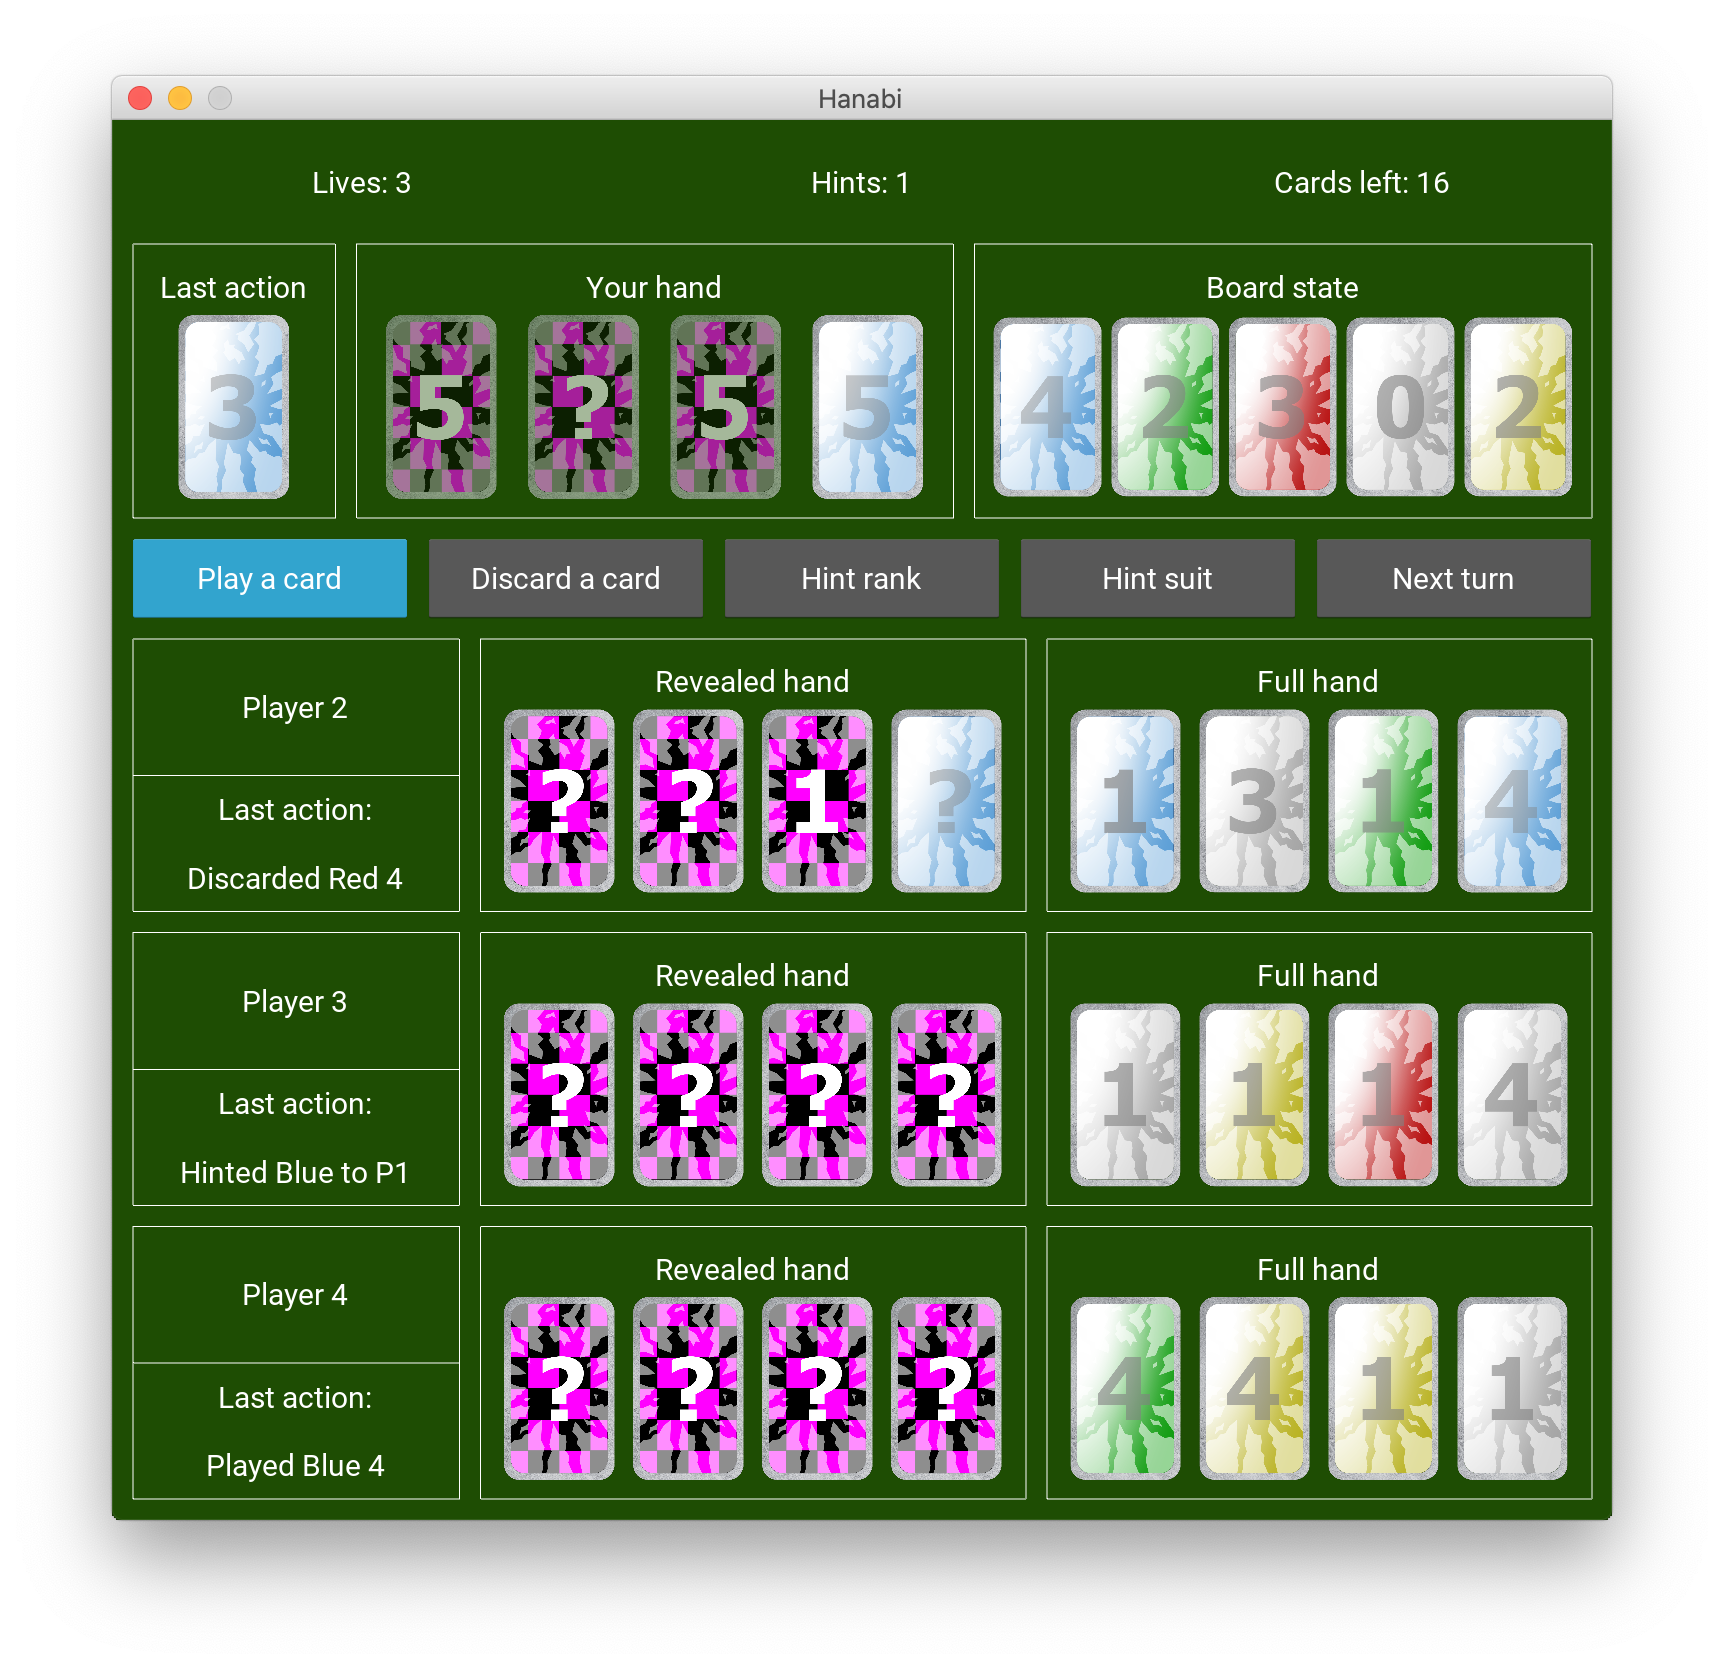 Hanabi
Lives: 3
Hints: 1
Cards left: 16
Last action
Your hand
Board state
3
5 ? 5 5
4 2 3 0 2
Play a card
Discard a card
Hint rank
Hint suit
Next turn
Player 2
Last action:
Discarded Red 4
Revealed hand
? ? 1 ?
Full hand
1 3 1 4
Player 3
Last action:
Hinted Blue to P1
Revealed hand
? ? ? ?
Full hand
1 1 1 4
Player 4
Last action:
Played Blue 4
Revealed hand
? ? ? ?
Full hand
4 4 1 1